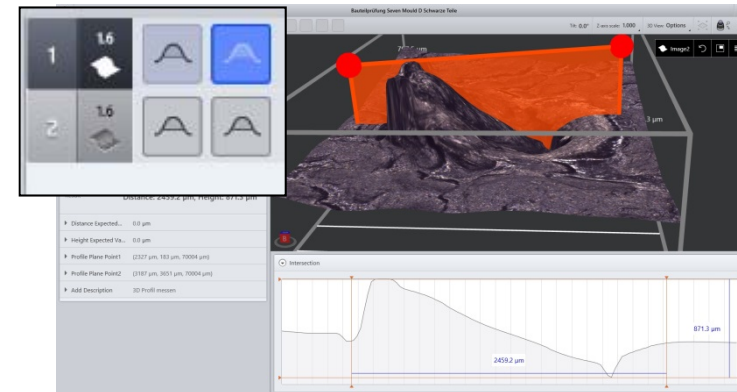 Bauteilprüfung Seven Mould D Schwarze Teile
Tilt: 0.0° Z-axis scale: 1.000 3D View Options
1 1.6
2 1.6
Image2
3 µm
Distance: 2459.2 µm, Height: 871.3 µm
Distance Expected... 0.0 µm
Height Expected Va... 0.0 µm
Profile Plane Point1 (2327 µm, 183 µm, 70004 µm)
Profile Plane Point2 (3187 µm, 3651 µm, 70004 µm)
Add Description 3D Profil messen
Intersection
871.3 µm
2459.2 µm